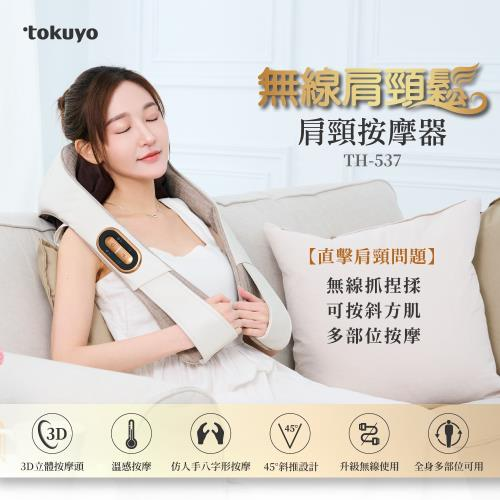 tokuyo
無線肩頸鬆
肩頸按摩器
TH-537
【直擊肩頸問題】
無線抓捏揉
可按斜方肌
多部位按摩
3D
45°
3D立體按摩頭
溫感按摩
仿人手八字形按摩
45°斜推設計
升級無線使用
全身多部位可用